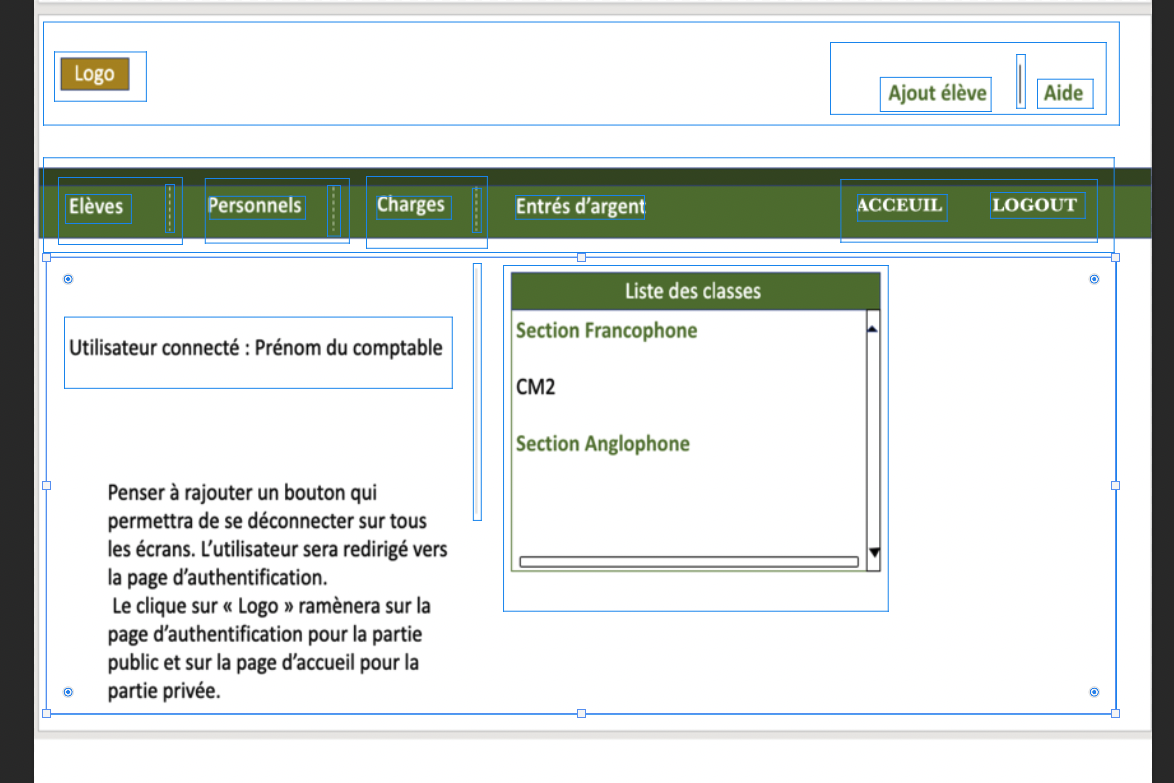 Logo
Ajout élève
Aide
Elèves
Personnels
Charges
Entrés d’argent
ACCEUIL
LOGOUT
Liste des classes
Section Francophone
Utilisateur connecté : Prénom du comptable
CM2
Section Anglophone
Penser à rajouter un bouton qui
permettra de se déconnecter sur tous
les écrans. L’utilisateur sera redirigé vers
la page d’authentification.
Le clique sur « Logo » ramènera sur la
page d’authentification pour la partie
public et sur la page d’accueil pour la
partie privée.